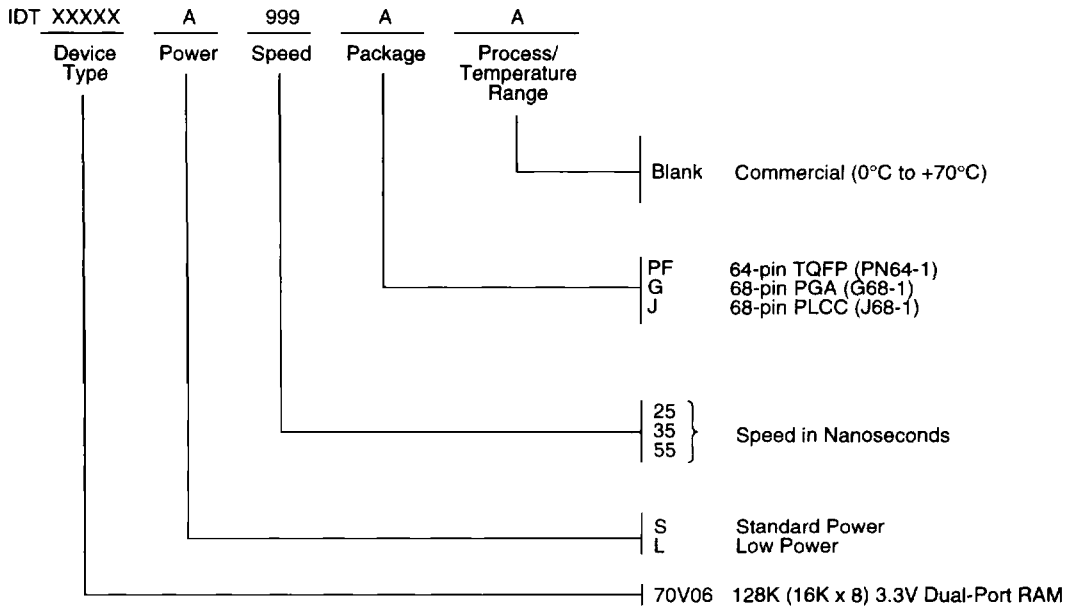 IDT XXXXX A 999 A A
Device Type Power Speed Package Process/ Temperature Range
Blank Commercial (0°C to +70°C)
PF 64-pin TQFP (PN64-1)
G 68-pin PGA (G68-1)
J 68-pin PLCC (J68-1)
25
35 Speed in Nanoseconds
55
S Standard Power
L Low Power
70V06 128K (16K x 8) 3.3V Dual-Port RAM